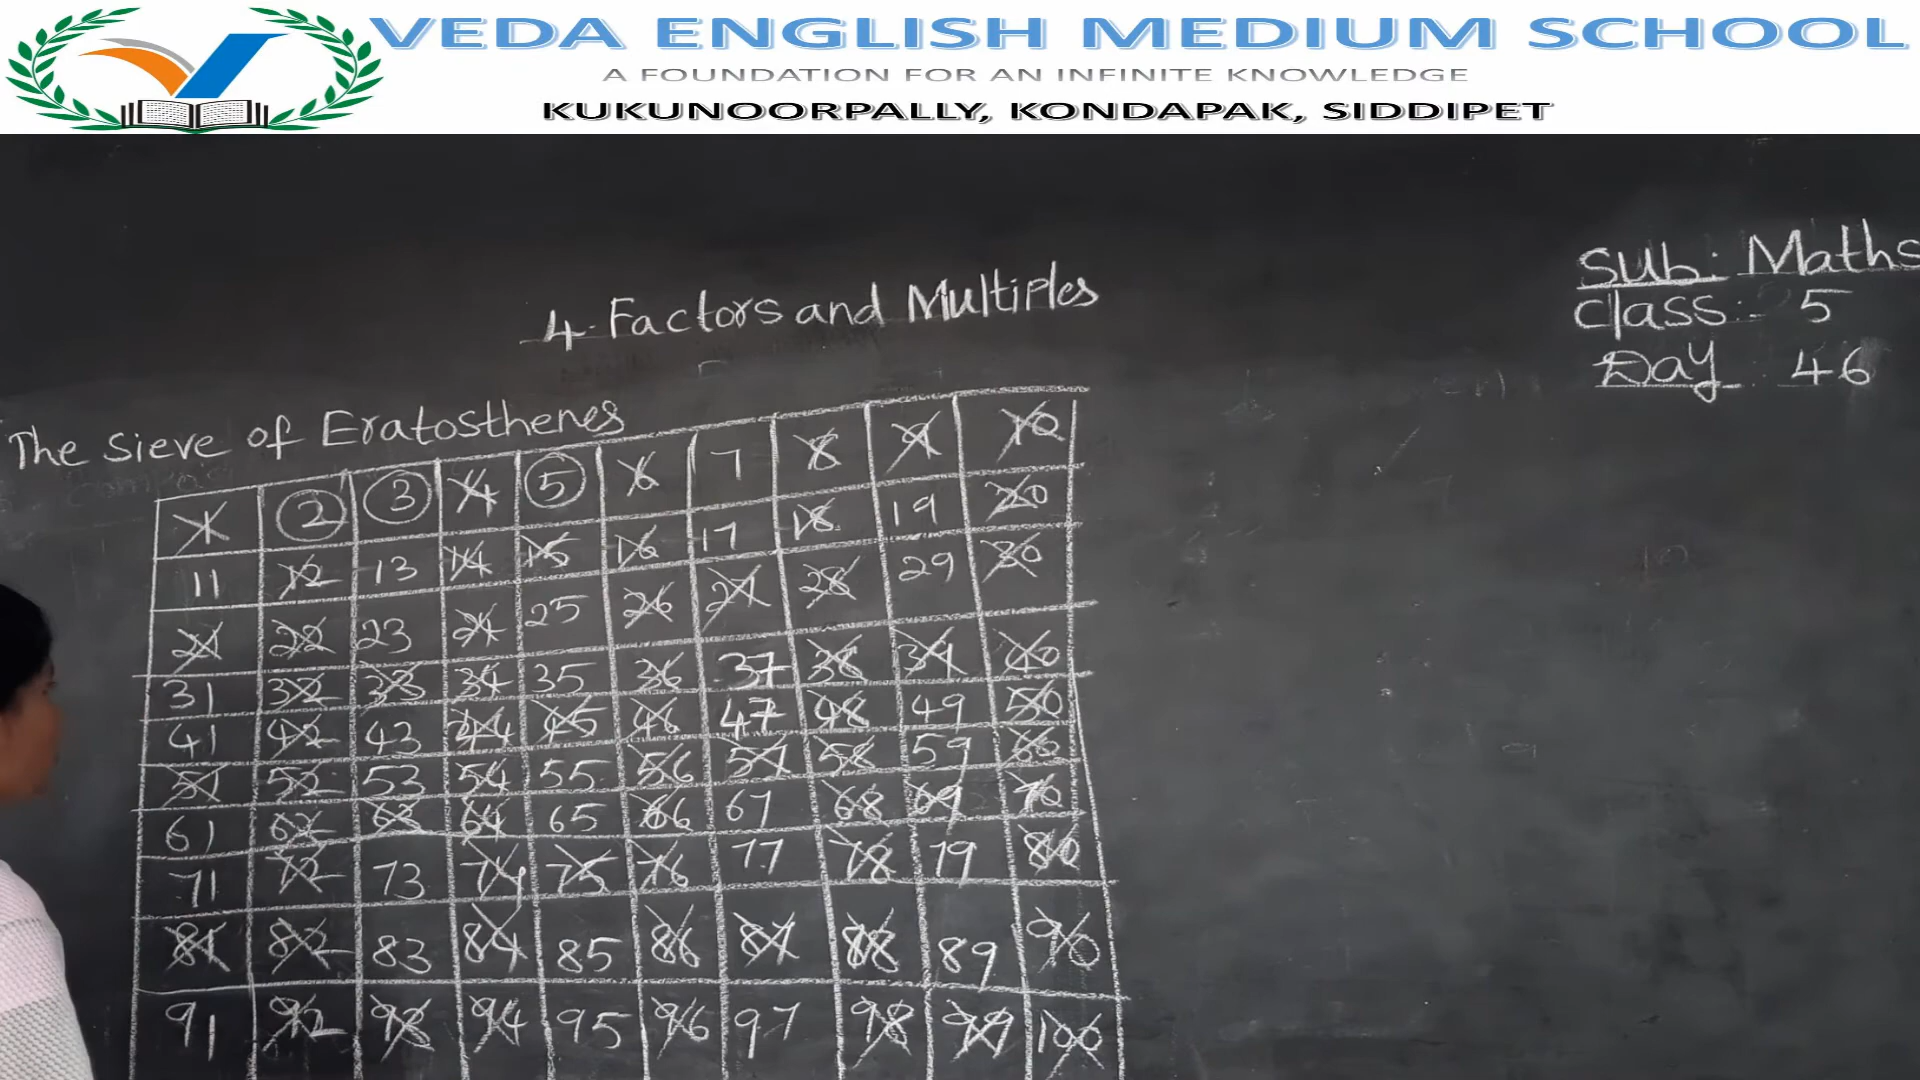 VEDA ENGLISH MEDIUM SCHOOL
A FOUNDATION FOR AN INFINITE KNOWLEDGE
KUKUNOORPALLY, KONDAPAK, SIDDIPET
Sub: Maths
Class: 5
Day 46
4. Factors and Multiples
The Sieve of Eratosthenes
1 2 3 4 5 6 7 8 9 10
11 12 13 14 15 16 17 18 19 20
21 22 23 24 25 26 27 28 29 30
31 32 33 34 35 36 37 38 39 40
41 42 43 44 45 46 47 48 49 50
51 52 53 54 55 56 57 58 59 60
61 62 63 64 65 66 67 68 69 70
71 72 73 74 75 76 77 78 79 80
81 82 83 84 85 86 87 88 89 90
91 92 93 94 95 96 97 98 99 100